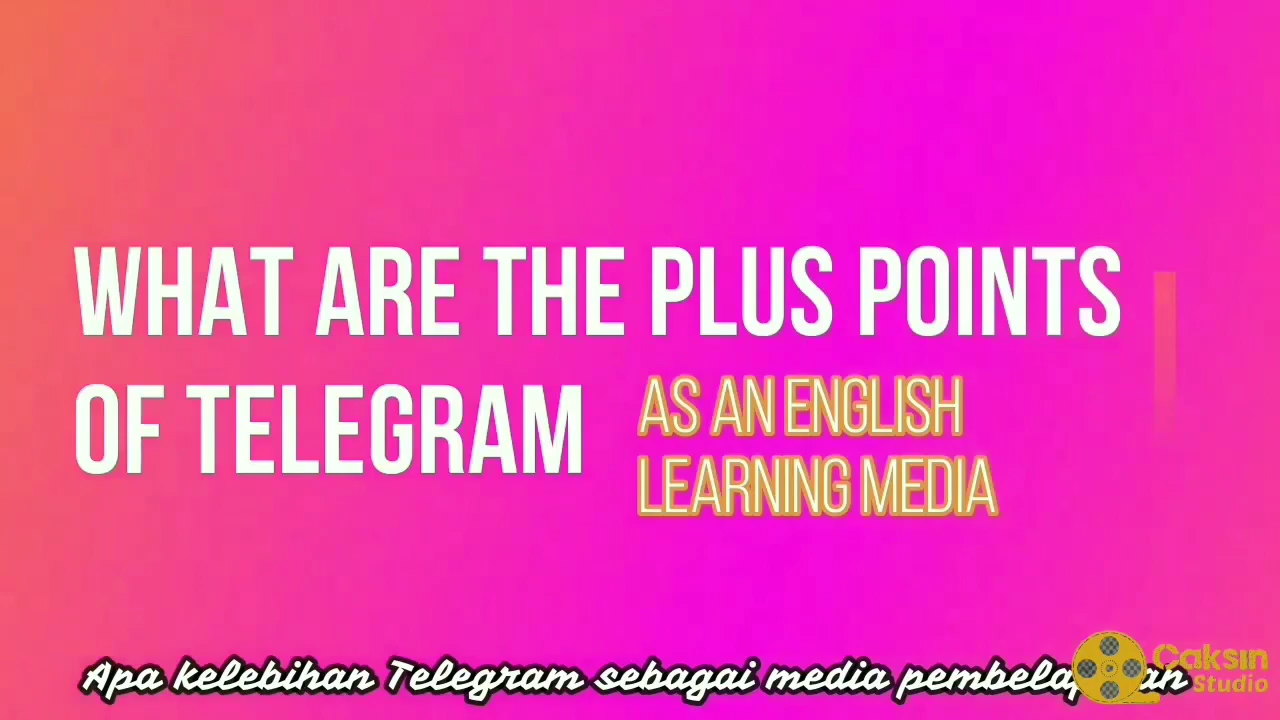 WHAT ARE THE PLUS POINTS
OF TELEGRAM
AS AN ENGLISH
LEARNING MEDIA
Apa kelebihan Telegram sebagai media
Caksin
Studio